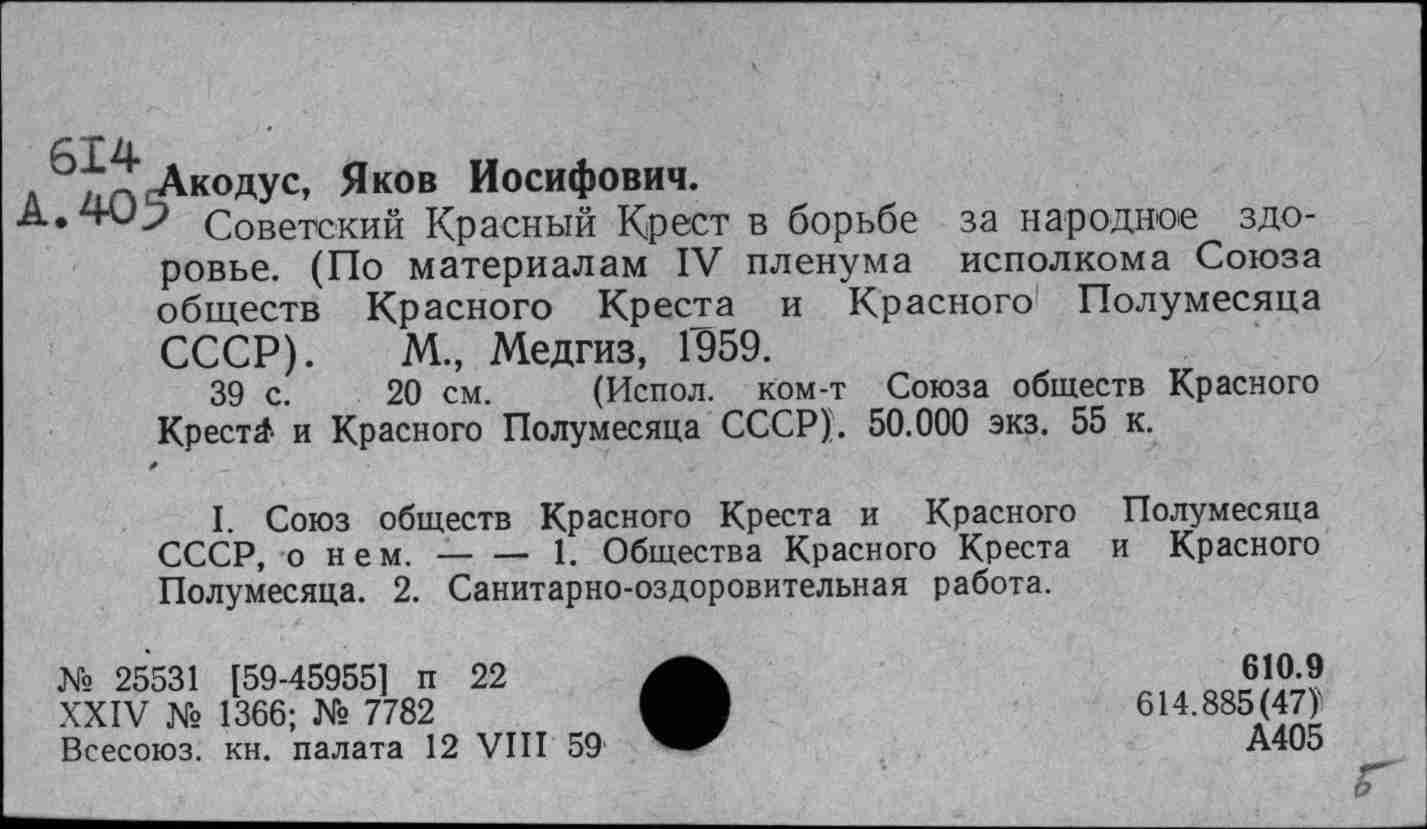 614
А.405
Акодус, Яков Иосифович.
Советский Красный Крест в борьбе за народное здо-
ровье. (По материалам IV пленума исполкома Союза
обществ Красного Креста и Красного Полумесяца
СССР). М., Медгиз, 1959.
39 с. 20 см. (Испол. ком-т Союза обществ Красного
Креста и Красного Полумесяца СССР). 50.000 экз. 55 к.
I. Союз обществ Красного Креста и Красного Полумесяца
СССР, о нем. — — 1. Общества Красного Креста и Красного
Полумесяца. 2. Санитарно-оздоровительная работа.
№ 25531 [59-45955] п 22
XXIV № 1366; № 7782
Всесоюз. кн. палата 12 VIII 59
610.9
614.885(47)
А405
Б